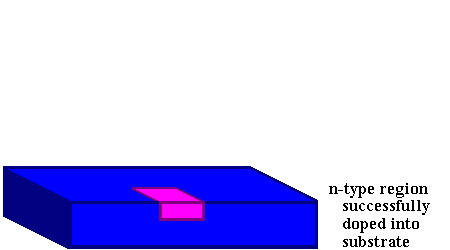 n-type region
successfully
doped into
substrate